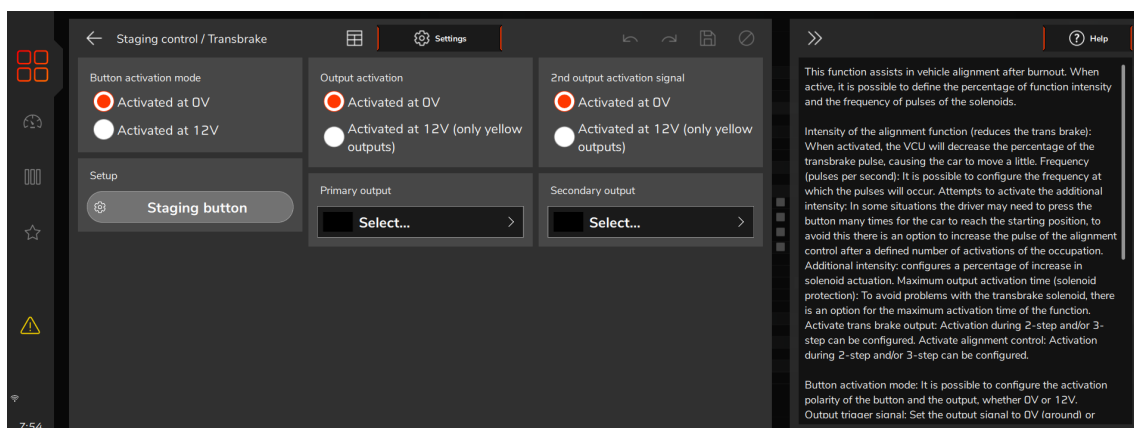 Staging control / Transbrake
Settings
Button activation mode
Activated at 0V
Activated at 12V
Setup
Staging button
Output activation
Activated at 0V
Activated at 12V (only yellow
outputs)
Primary output
Select...
2nd output activation signal
Activated at 0V
Activated at 12V (only yellow
outputs)
Secondary output
Select...
7:54
Help
This function assists in vehicle alignment after burnout. When
active, it is possible to define the percentage of function intensity
and the frequency of pulses of the solenoids.
Intensity of the alignment function (reduces the trans brake):
When activated, the VCU will decrease the percentage of the
transbrake pulse, causing the car to move a little. Frequency
(pulses per second): It is possible to configure the frequency at
which the pulses will occur. Attempts to activate the additional
intensity: In some situations the driver may need to press the
button many times for the car to reach the starting position, to
avoid this there is an option to increase the pulse of the alignment
control after a defined number of activations of the occupation.
Additional intensity: configures a percentage of increase in
solenoid actuation. Maximum output activation time (solenoid
protection): To avoid problems with the transbrake solenoid, there
is an option for the maximum activation time of the function.
Activate trans brake output: Activation during 2-step and/or 3-
step can be configured. Activate alignment control: Activation
during 2-step and/or 3-step can be configured.
Button activation mode: It is possible to configure the activation
polarity of the button and the output, whether 0V or 12V.
Output trigger signal: Set the output signal to 0V (ground) or